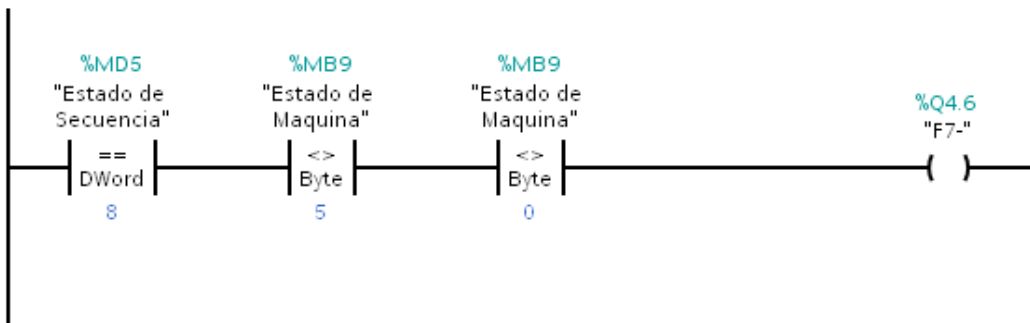 %MD5
"Estado de
Secuencia"
==
DWord
8
%MB9
"Estado de
Maquina"
<>
Byte
5
%MB9
"Estado de
Maquina"
<>
Byte
0
%Q4.6
"F7-"
( )